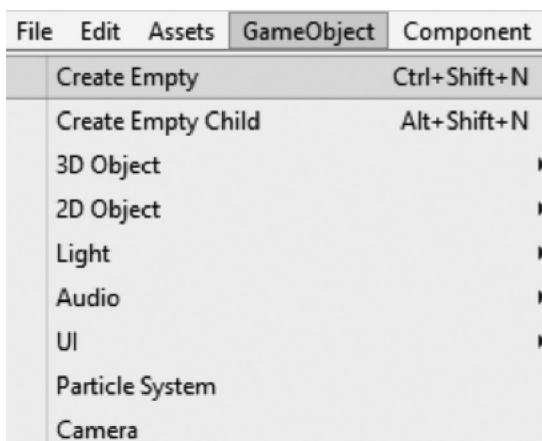 File Edit Assets GameObject Component
Create Empty Ctrl+Shift+N
Create Empty Child Alt+Shift+N
3D Object
2D Object
Light
Audio
UI
Particle System
Camera